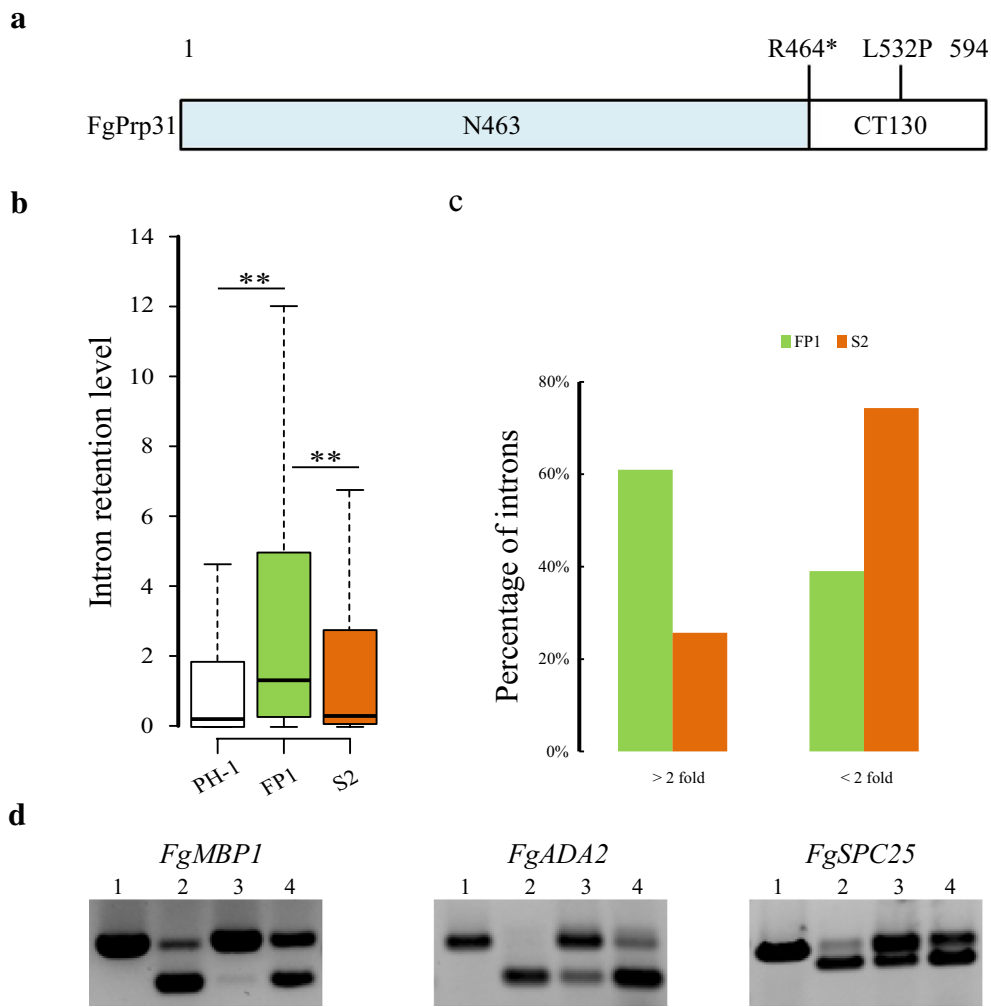 a
1 R464* L532P 594
FgPrp31 N463 CT130
b
Intron retention level
14
12
10
8
6
4
2
0
**
**
PH-1 FP1 S2
c
FP1 S2
Percentage of introns
80%
60%
40%
20%
0%
> 2 fold < 2 fold
d
FgMBP1 FgADA2 FgSPC25
1 2 3 4 1 2 3 4 1 2 3 4